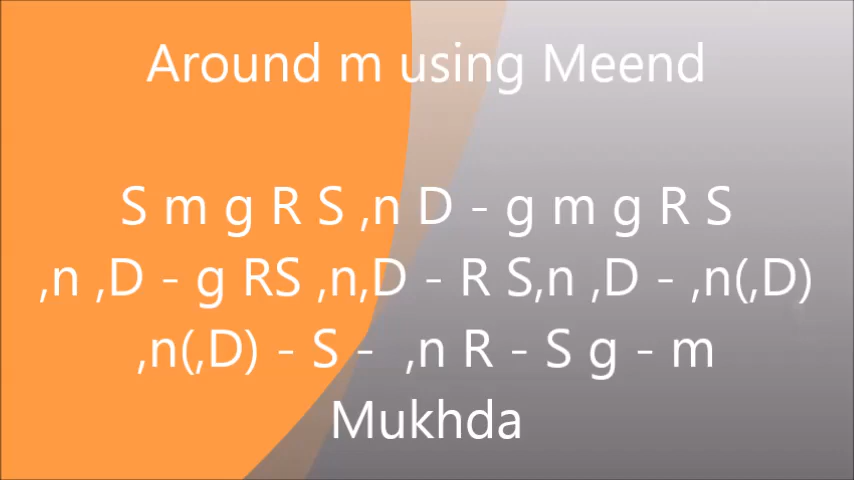 Around m using Meend
S m g R S ,n D - g m g R S
,n ,D - g RS ,n,D - R S,n ,D - ,n(,D)
,n(,D) - S - ,n R - S g - m
Mukhda